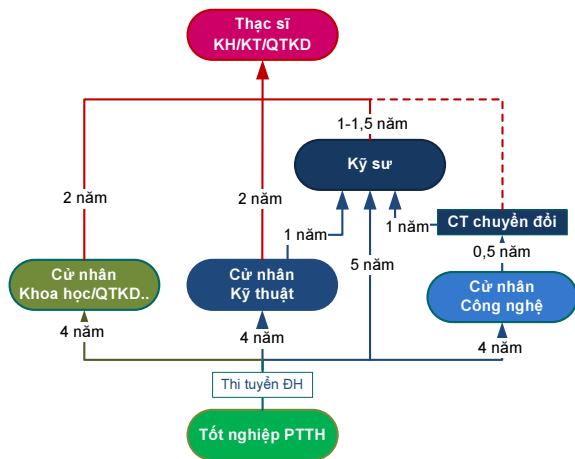 Thạc sĩ
KH/KT/QTKD
1-1,5 năm
Kỹ sư
2 năm
2 năm
1 năm
1 năm
CT chuyển đổi
0,5 năm
5 năm
Cử nhân
Khoa học/QTKD..
Cử nhân
Kỹ thuật
Cử nhân
Công nghệ
4 năm
4 năm
4 năm
Thi tuyển ĐH
Tốt nghiệp PTTH